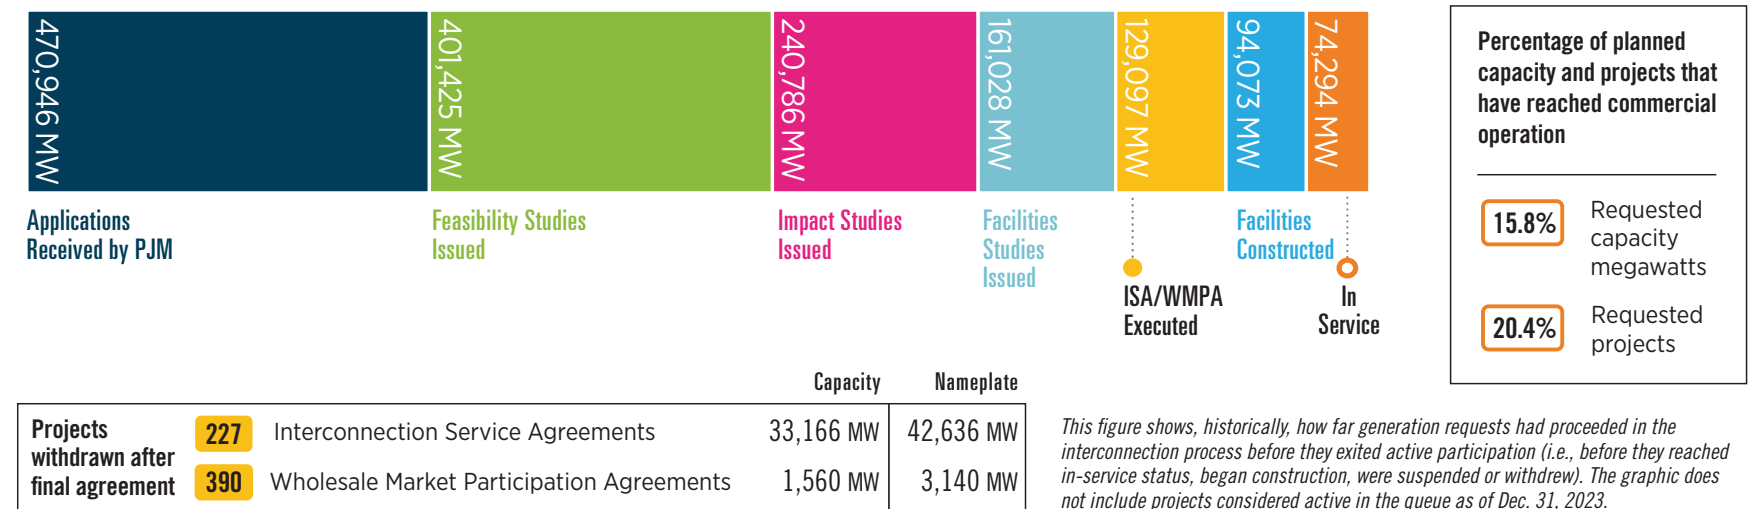 470,946 MW
401,425 MW
240,786 MW
161,028 MW
129,097 MW
94,073 MW
74,294 MW
Applications
Received by PJM
Feasibility Studies
Issued
Impact Studies
Issued
Facilities
Studies
Issued
ISA/WMPA
Executed
Facilities
Constructed
In
Service
Percentage of planned
capacity and projects that
have reached commercial
operation
15.8%
Requested
capacity
megawatts
20.4%
Requested
projects
Capacity Nameplate
Projects
withdrawn after
final agreement
227 Interconnection Service Agreements 33,166 MW 42,636 MW
390 Wholesale Market Participation Agreements 1,560 MW 3,140 MW
This figure shows, historically, how far generation requests had proceeded in the
interconnection process before they exited active participation (i.e., before they reached
in-service status, began construction, were suspended or withdrew). The graphic does
not include projects considered active in the queue as of Dec. 31, 2023.